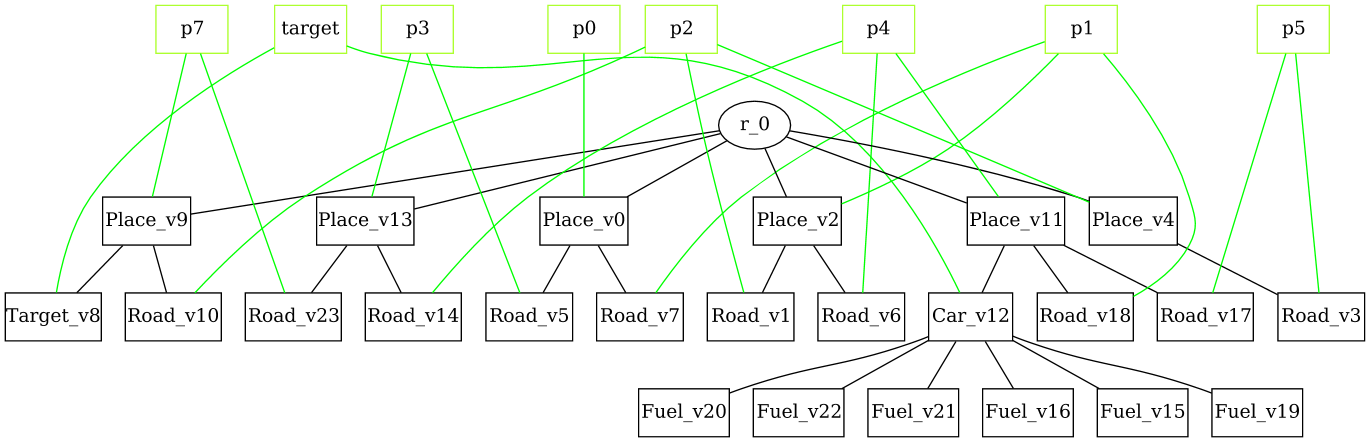 p7 target p3 p0 p2 p4 p1 p5
r_0
Place_v9 Place_v13 Place_v0 Place_v2 Place_v11 Place_v4
Target_v8 Road_v10 Road_v23 Road_v14 Road_v5 Road_v7 Road_v1 Road_v6 Car_v12 Road_v18 Road_v17 Road_v3
Fuel_v20 Fuel_v22 Fuel_v21 Fuel_v16 Fuel_v15 Fuel_v19